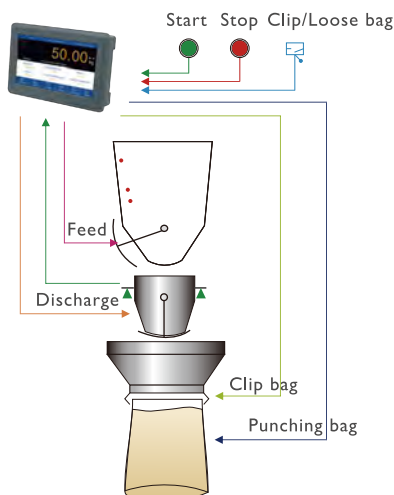 Start Stop Clip/Loose bag
50.00
Feed
Discharge
Clip bag
Punching bag